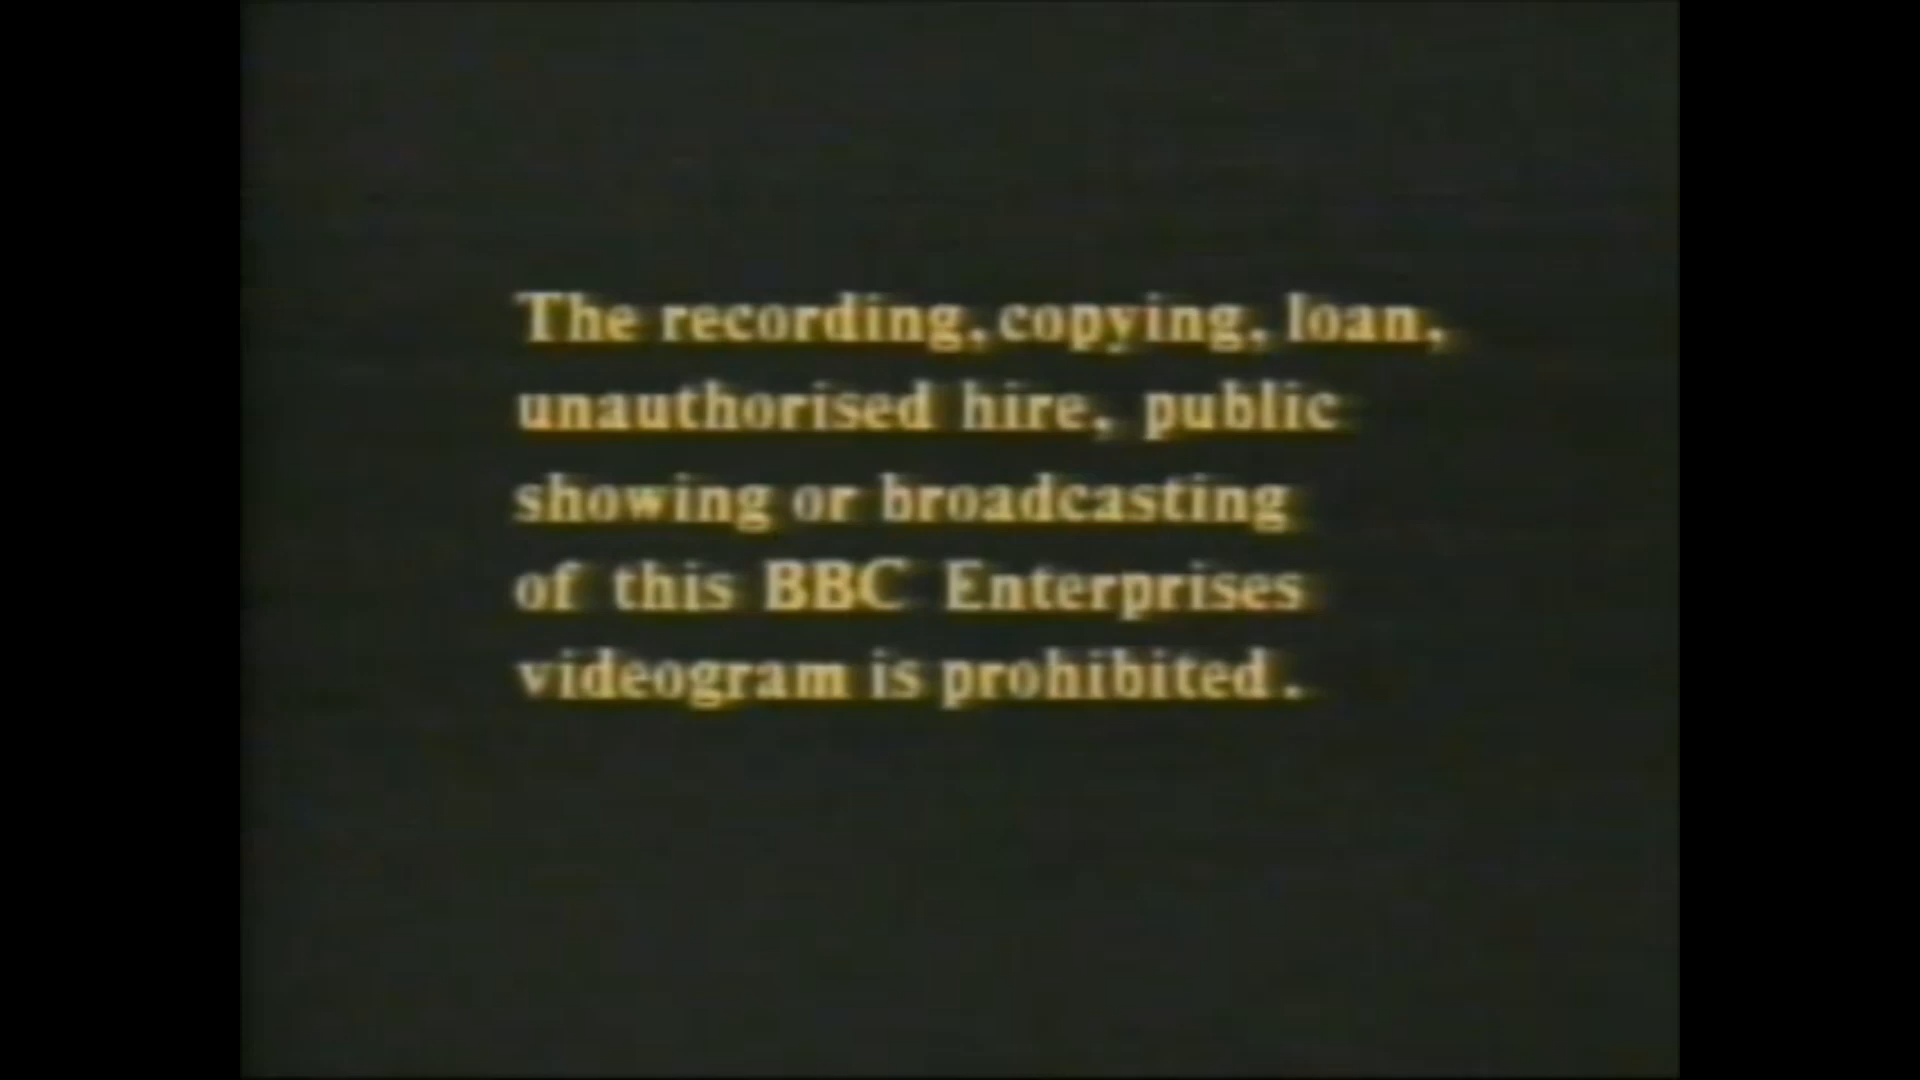 The recording, copying, loan,
unauthorised hire, public
showing or broadcasting
of this BBC Enterprises
videogram is prohibited.